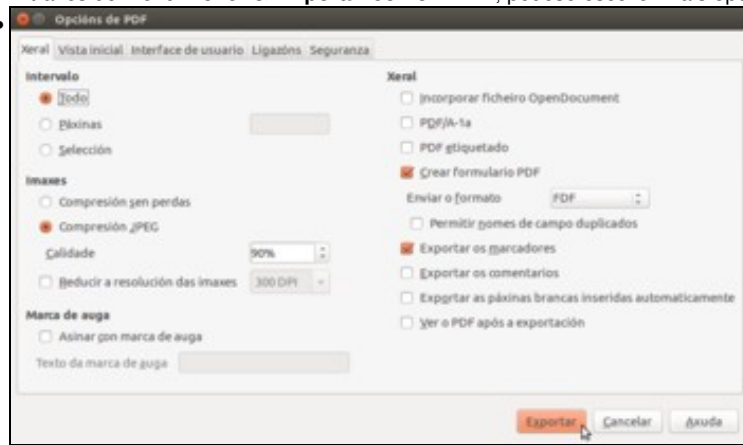 Opcións de PDF
Xeral Vista inicial Interface de usuario Ligazóns Seguranza
Intervalo
Todo
Páxinas
Selección
Imaxes
Compresión sen perdas
Compresión JPEG
Calidade 90%
Reducir a resolución das imaxes 300 DPI
Marca de auga
Asinar con marca de auga
Texto da marca de auga
Xeral
Incorporar ficheiro OpenDocument
PDF/A-1a
PDF etiquetado
Crear formulario PDF
Enviar o formato FDF
Permitir nomes de campo duplicados
Exportar os marcadores
Exportar os comentarios
Exportar as páxinas brancas inseridas automaticamente
Ver o PDF após a exportación
Exportar Cancelar Axuda